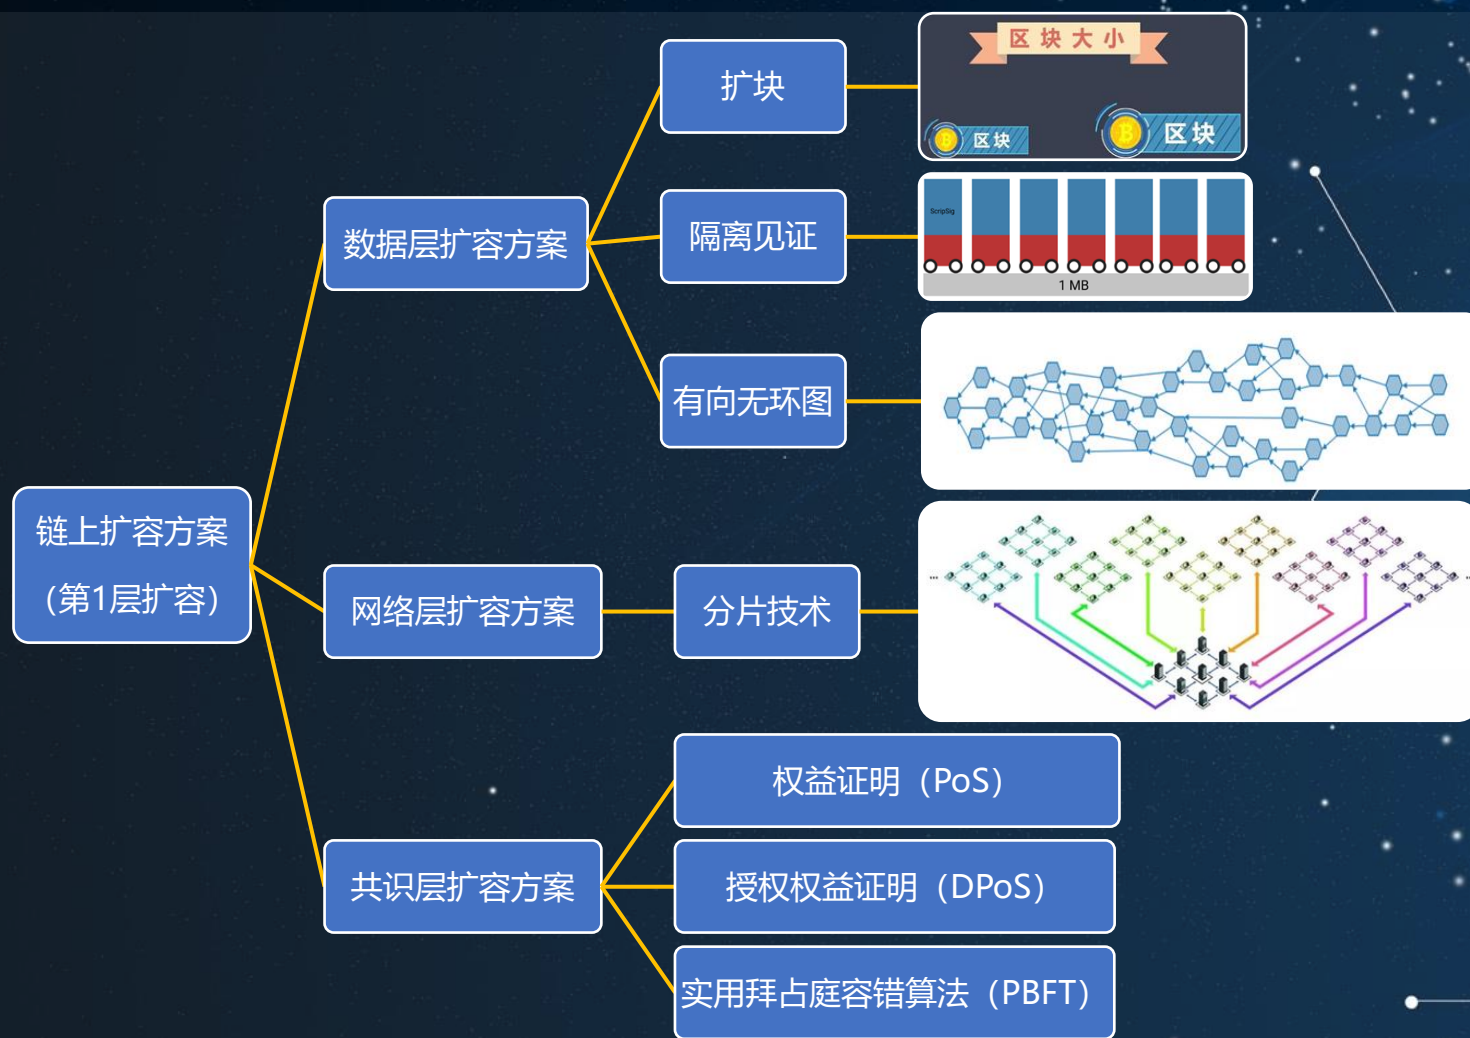 扩块
区块大小
区块
区块
数据层扩容方案
隔离见证
ScripSig
1 MB
有向无环图
链上扩容方案
（第1层扩容）
网络层扩容方案
分片技术
...
...
共识层扩容方案
权益证明（PoS）
授权权益证明（DPoS）
实用拜占庭容错算法（PBFT）